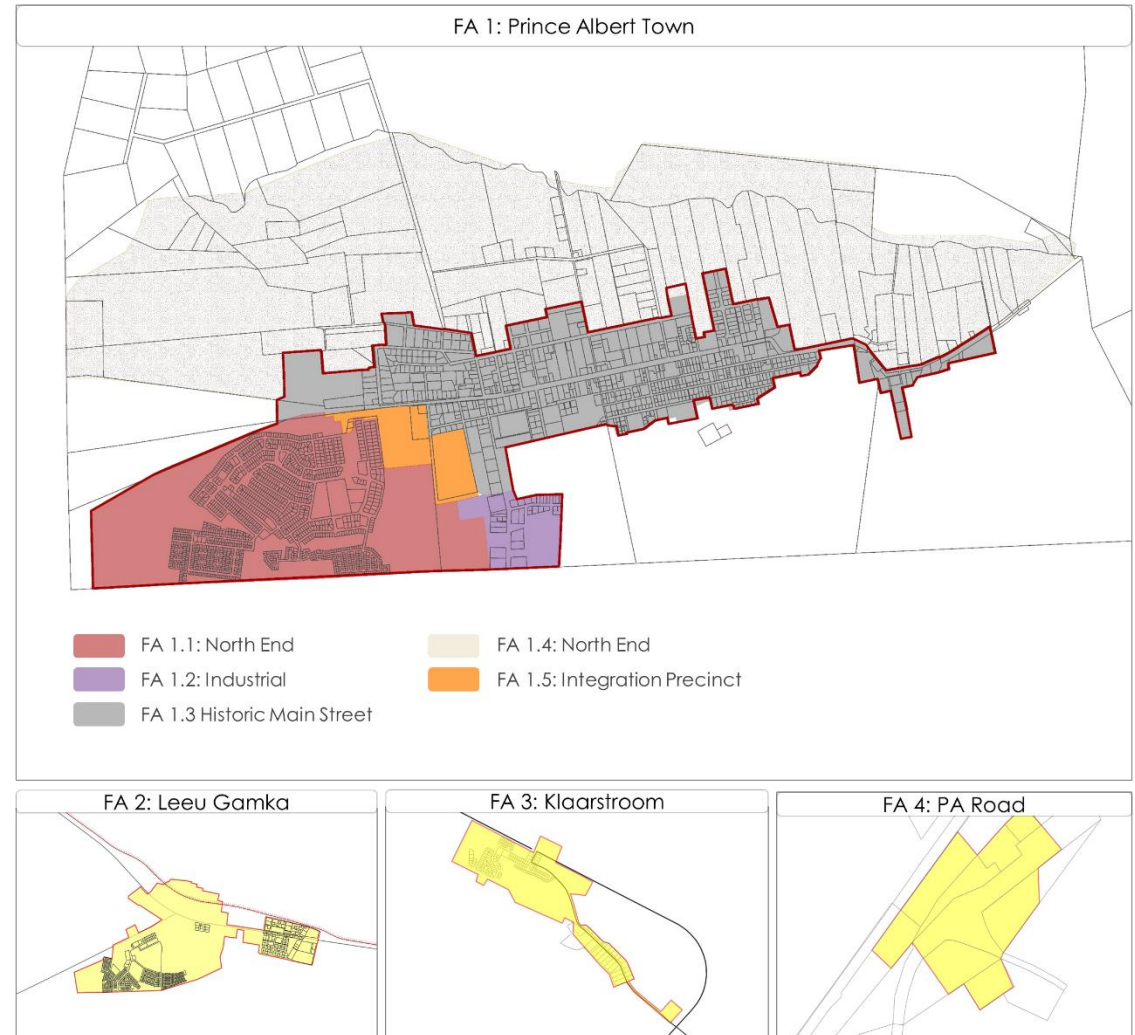 FA 1: Prince Albert Town
FA 1.1: North End
FA 1.4: North End
FA 1.2: Industrial
FA 1.5: Integration Precinct
FA 1.3 Historic Main Street
FA 2: Leeu Gamka
FA 3: Klaarstroom
FA 4: PA Road